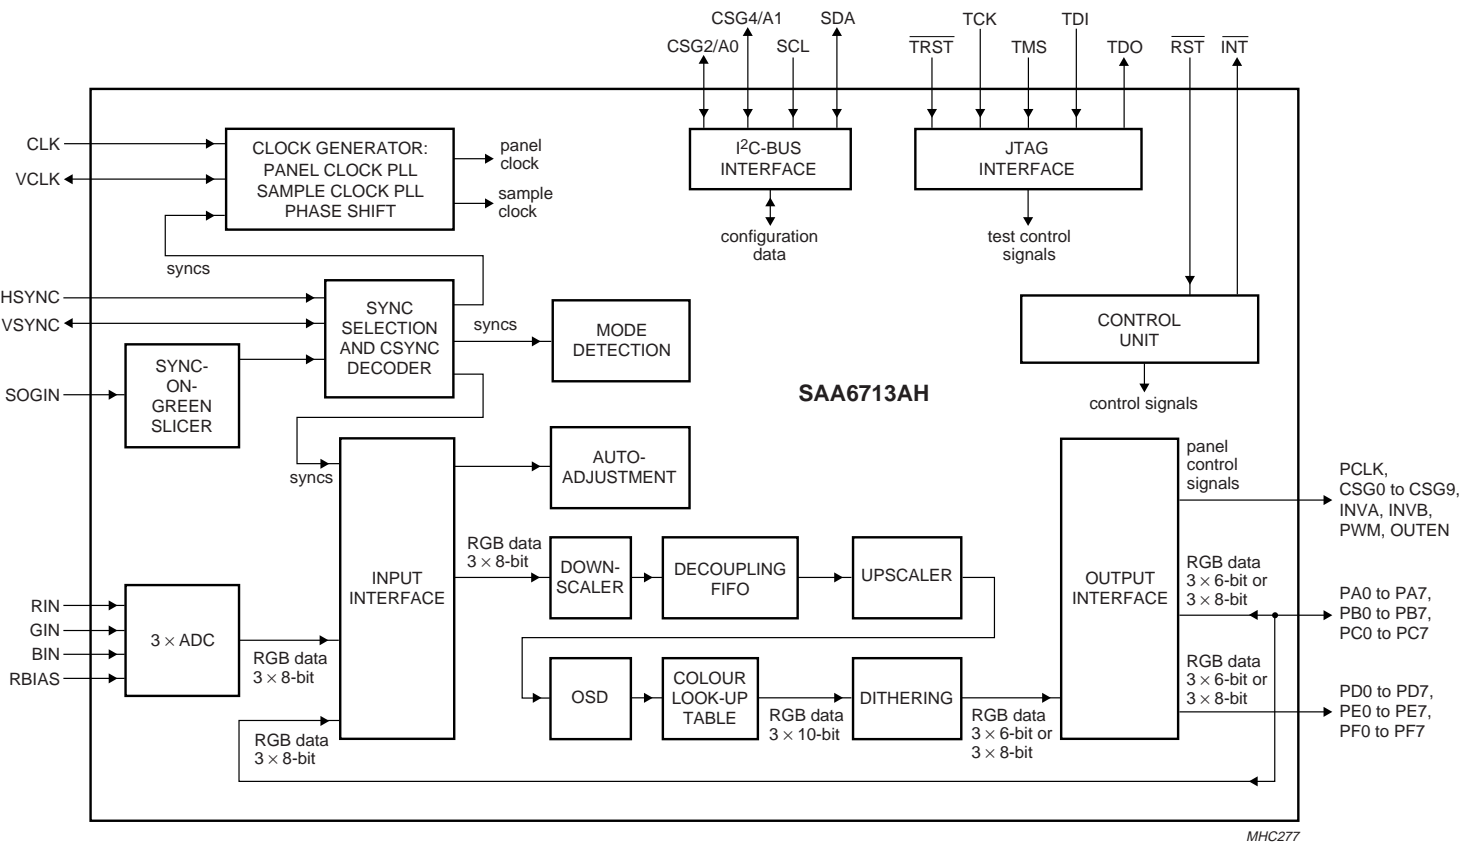 CSG4/A1
SDA
TCK
TDI
CSG2/A0
SCL
TRST
TMS
TDO
RST
INT
CLK
VCLK
CLOCK GENERATOR:
PANEL CLOCK PLL
SAMPLE CLOCK PLL
PHASE SHIFT
panel
clock
sample
clock
I²C-BUS
INTERFACE
configuration
data
JTAG
INTERFACE
test control
signals
syncs
HSYNC
VSYNC
SYNC
SELECTION
AND CSYNC
DECODER
syncs
MODE
DETECTION
CONTROL
UNIT
control signals
SOGIN
SYNC-
ON-
GREEN
SLICER
SAA6713AH
syncs
INPUT
INTERFACE
AUTO-
ADJUSTMENT
OUTPUT
INTERFACE
panel
control
signals
PCLK,
CSG0 to CSG9,
INVA, INVB,
PWM, OUTEN
RGB data
3 × 8-bit
DOWN-
SCALER
DECOUPLING
FIFO
UPSCALER
RGB data
3 × 6-bit or
3 × 8-bit
PA0 to PA7,
PB0 to PB7,
PC0 to PC7
RIN
GIN
BIN
RBIAS
3 × ADC
RGB data
3 × 8-bit
OSD
COLOUR
LOOK-UP
TABLE
RGB data
3 × 10-bit
DITHERING
RGB data
3 × 6-bit or
3 × 8-bit
RGB data
3 × 6-bit or
3 × 8-bit
PD0 to PD7,
PE0 to PE7,
PF0 to PF7
RGB data
3 × 8-bit
MHC277